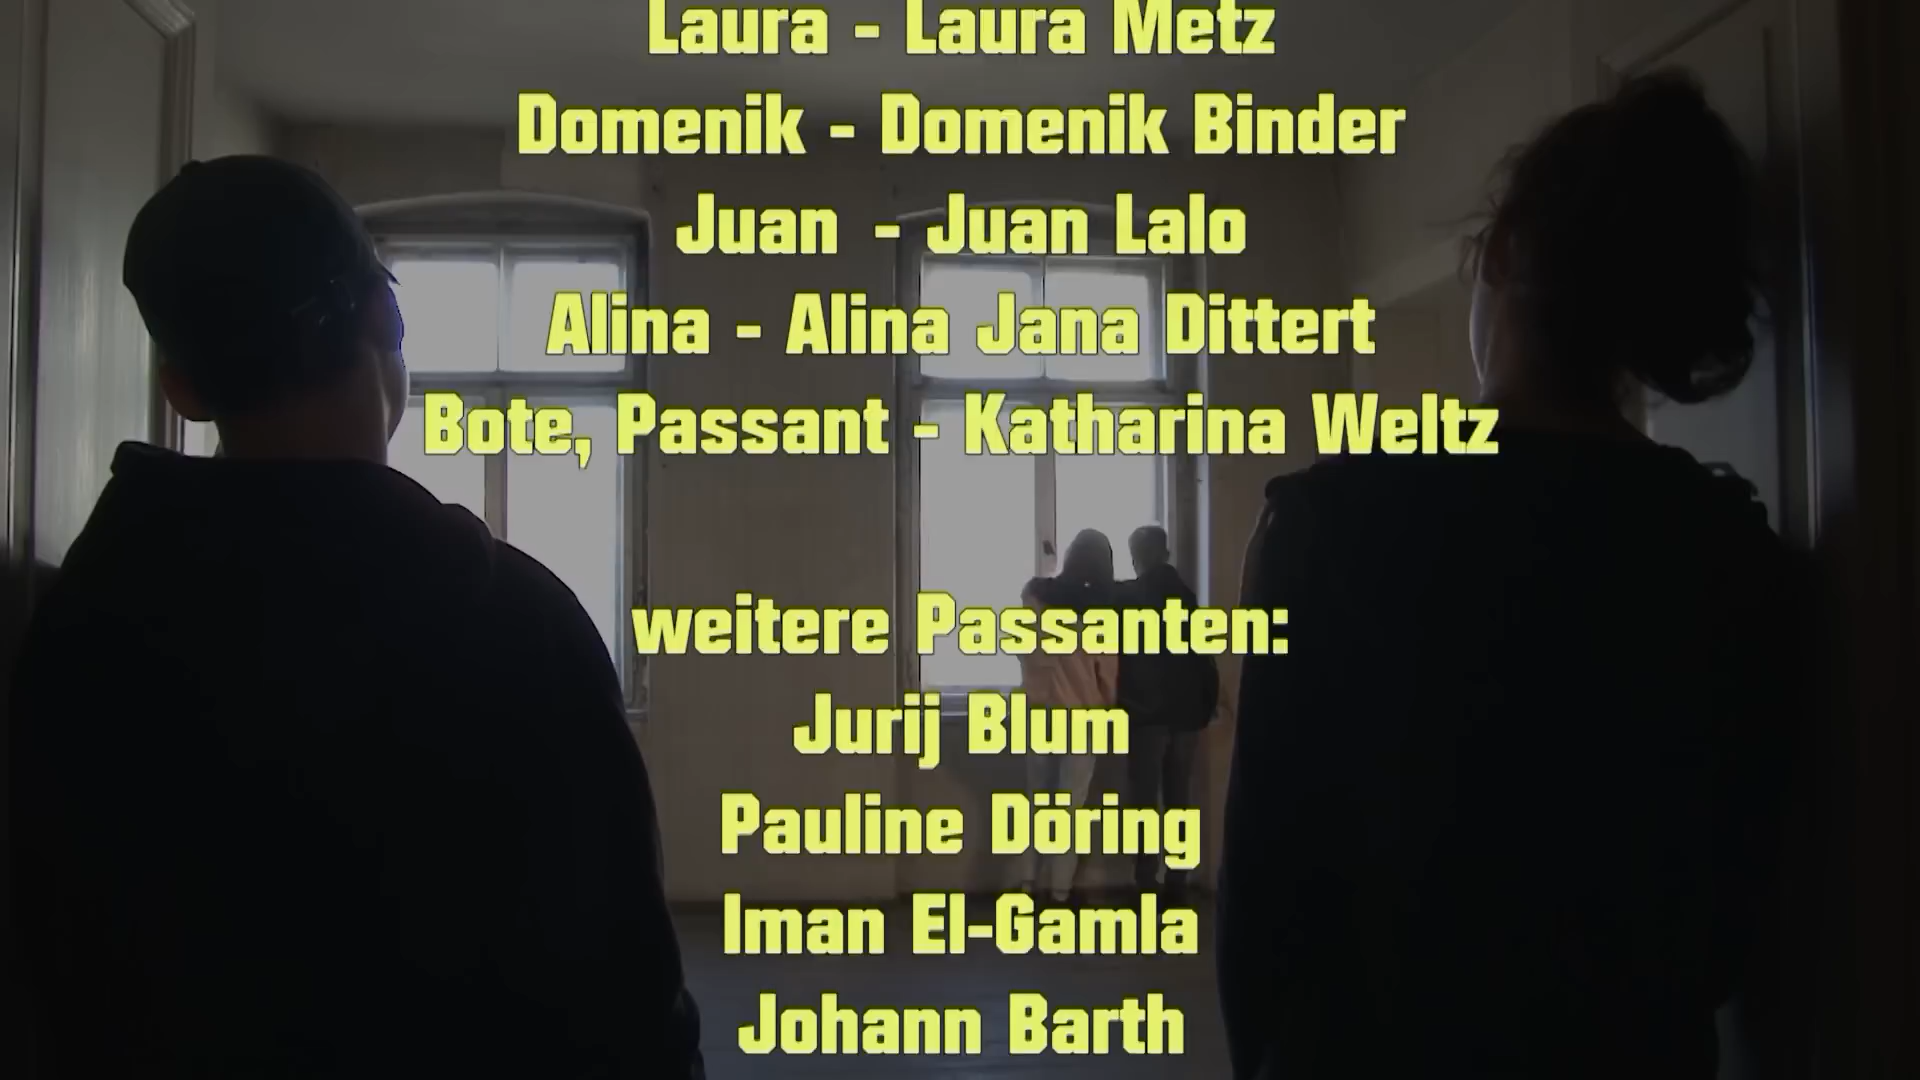 Laura - Laura Metz
Domenik - Domenik Binder
Juan - Juan Lalo
Alina - Alina Jana Dittert
Bote, Passant - Katharina Weltz
weitere Passanten:
Jurij Blum
Pauline Döring
Iman El-Gamla
Johann Barth